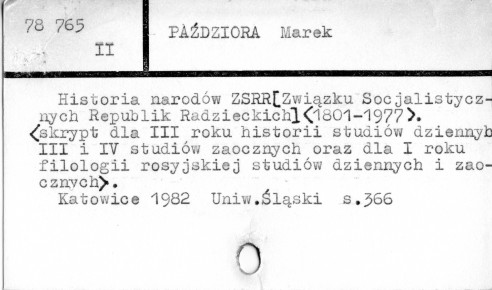 78 765
II
PAŹDZIORA Marek
Historia narodów ZSRR[Związku Socjalistycz-
nych Republik Radzieckich]<1801-1977>.
<skrypt dla III roku historii studiów dziennyh
III i IV studiów zaocznych oraz dla I roku
filologii rosyjskiej studiów dziennych i zao-
cznych>.
Katowice 1982 Uniw.Śląski s.366